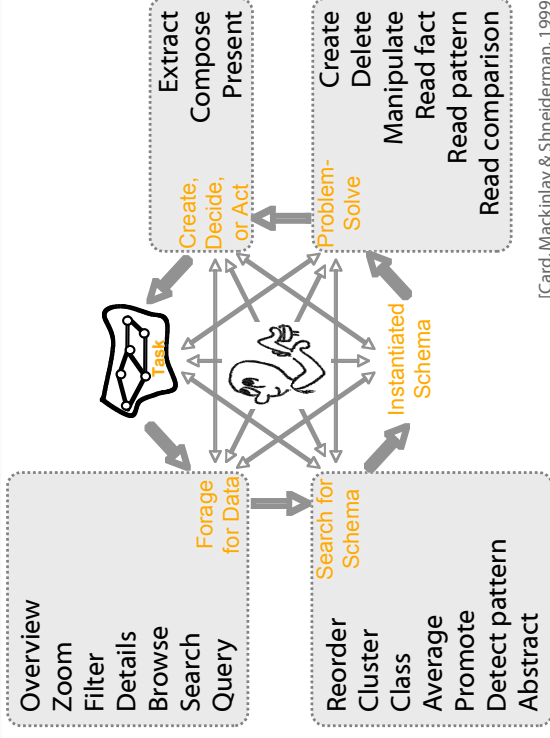 Task
Forage
for Data
Overview
Zoom
Filter
Details
Browse
Search
Query
Search for
Schema
Reorder
Cluster
Class
Average
Promote
Detect pattern
Abstract
Instantiated
Schema
Problem-
Solve
Create
Delete
Manipulate
Read fact
Read pattern
Read comparison
Create,
Decide,
or Act
Extract
Compose
Present
[Card, Mackinlay & Shneiderman, 1999